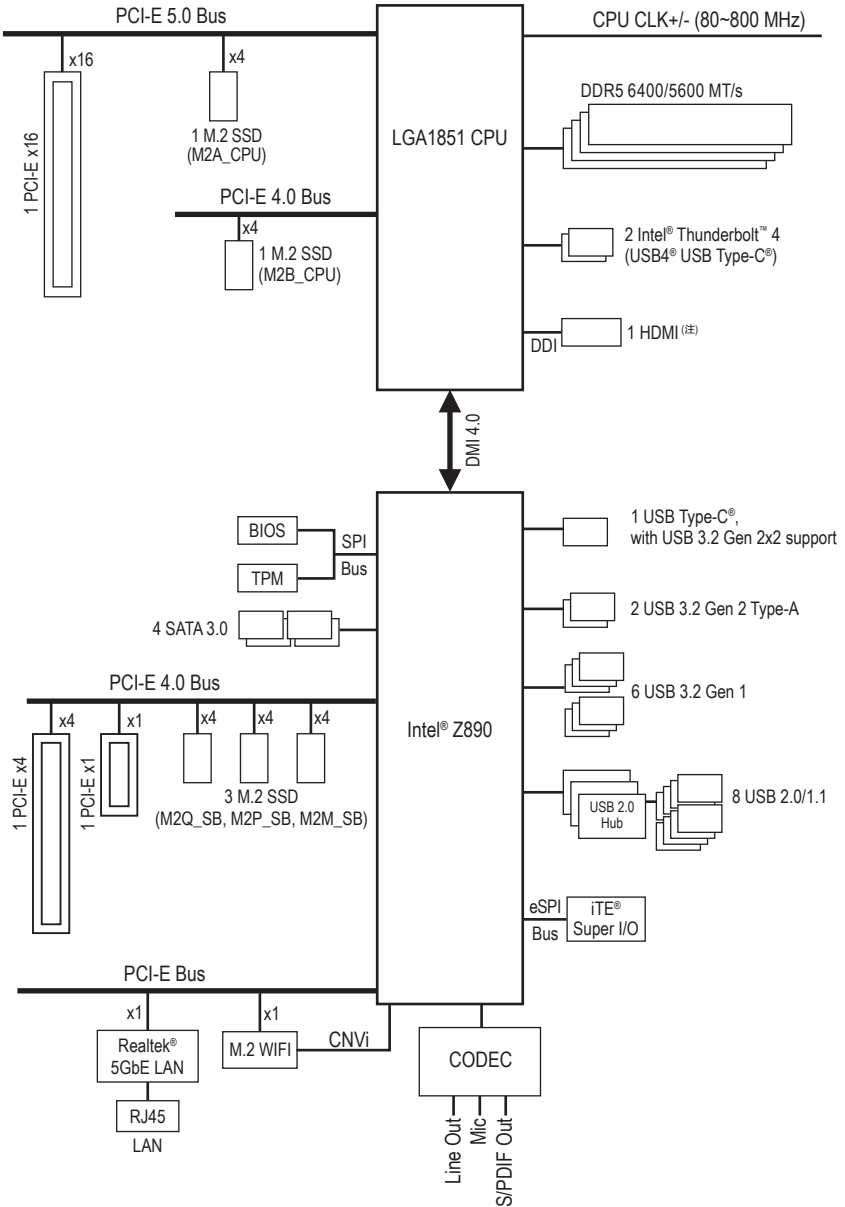 PCI-E 5.0 Bus
CPU CLK+/- (80~800 MHz)
x16
x4
1 PCI-E x16
1 M.2 SSD
(M2A_CPU)
LGA1851 CPU
DDR5 6400/5600 MT/s
PCI-E 4.0 Bus
x4
1 M.2 SSD
(M2B_CPU)
2 Intel® Thunderbolt™ 4
(USB4® USB Type-C®)
DDI
1 HDMI (注)
DMI 4.0
BIOS
TPM
SPI
Bus
1 USB Type-C®,
with USB 3.2 Gen 2x2 support
4 SATA 3.0
2 USB 3.2 Gen 2 Type-A
PCI-E 4.0 Bus
x4
x1
x4
x4
x4
1 PCI-E x4
1 PCI-E x1
3 M.2 SSD
(M2Q_SB, M2P_SB, M2M_SB)
Intel® Z890
6 USB 3.2 Gen 1
USB 2.0
Hub
8 USB 2.0/1.1
eSPI
Bus
iTE®
Super I/O
PCI-E Bus
x1
x1
Realtek®
5GbE LAN
M.2 WIFI
CNVi
RJ45
LAN
CODEC
Line Out
Mic
S/PDIF Out